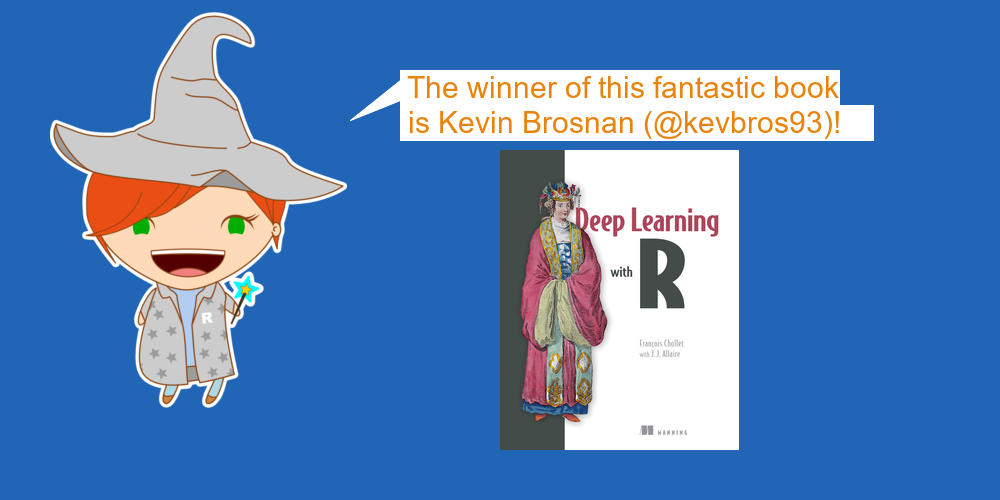 The winner of this fantastic book
is Kevin Brosnan (@kevbros93)!
Deep Learning
with R
François Chollet
with J. J. Allaire
MANNING
R